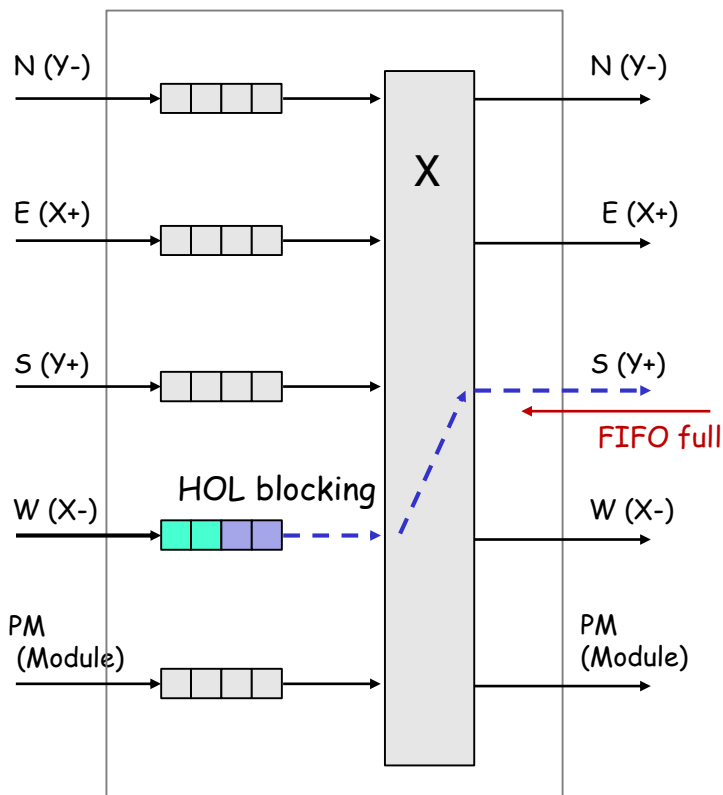 N (Y-)
N (Y-)
X
E (X+)
E (X+)
S (Y+)
S (Y+)
FIFO full
HOL blocking
W (X-)
W (X-)
PM
(Module)
PM
(Module)